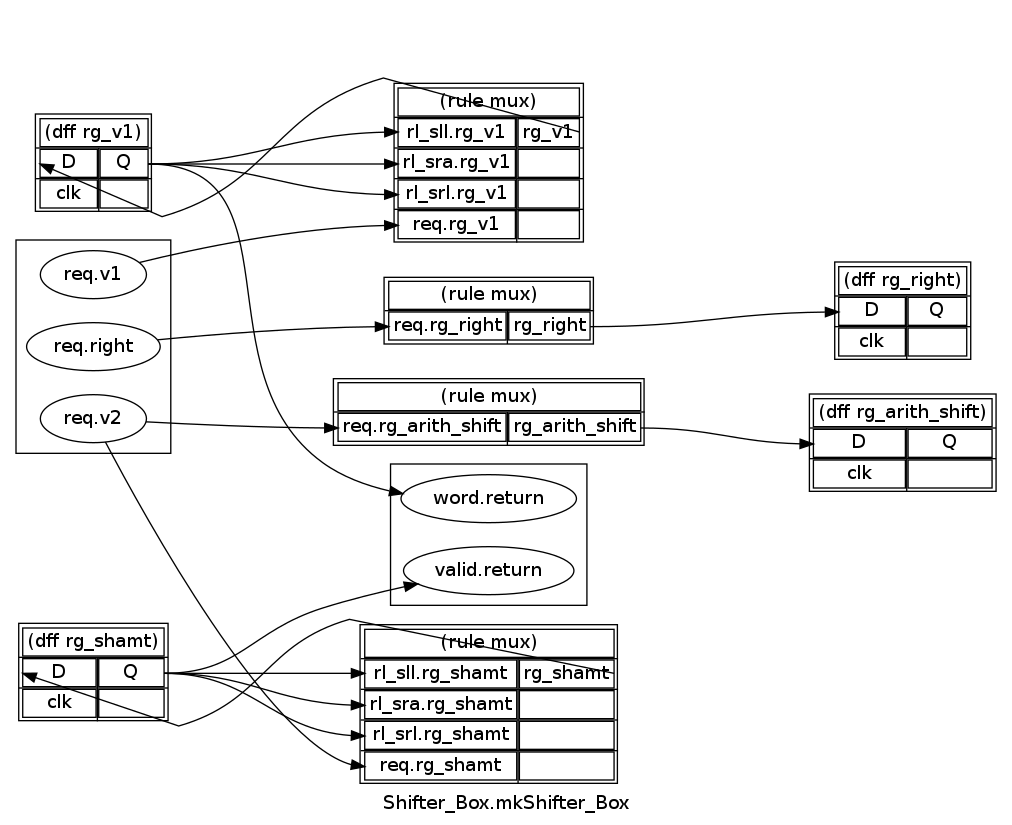 (rule mux)
rl_sll.rg_v1 rg_v1
rl_sra.rg_v1
rl_srl.rg_v1
req.rg_v1
(dff rg_v1)
D Q
clk
req.v1
req.right
req.v2
(rule mux)
req.rg_right rg_right
(dff rg_right)
D Q
clk
(rule mux)
req.rg_arith_shift rg_arith_shift
(dff rg_arith_shift)
D Q
clk
word.return
valid.return
(dff rg_shamt)
D Q
clk
(rule mux)
rl_sll.rg_shamt rg_shamt
rl_sra.rg_shamt
rl_srl.rg_shamt
req.rg_shamt
Shifter_Box.mkShifter_Box